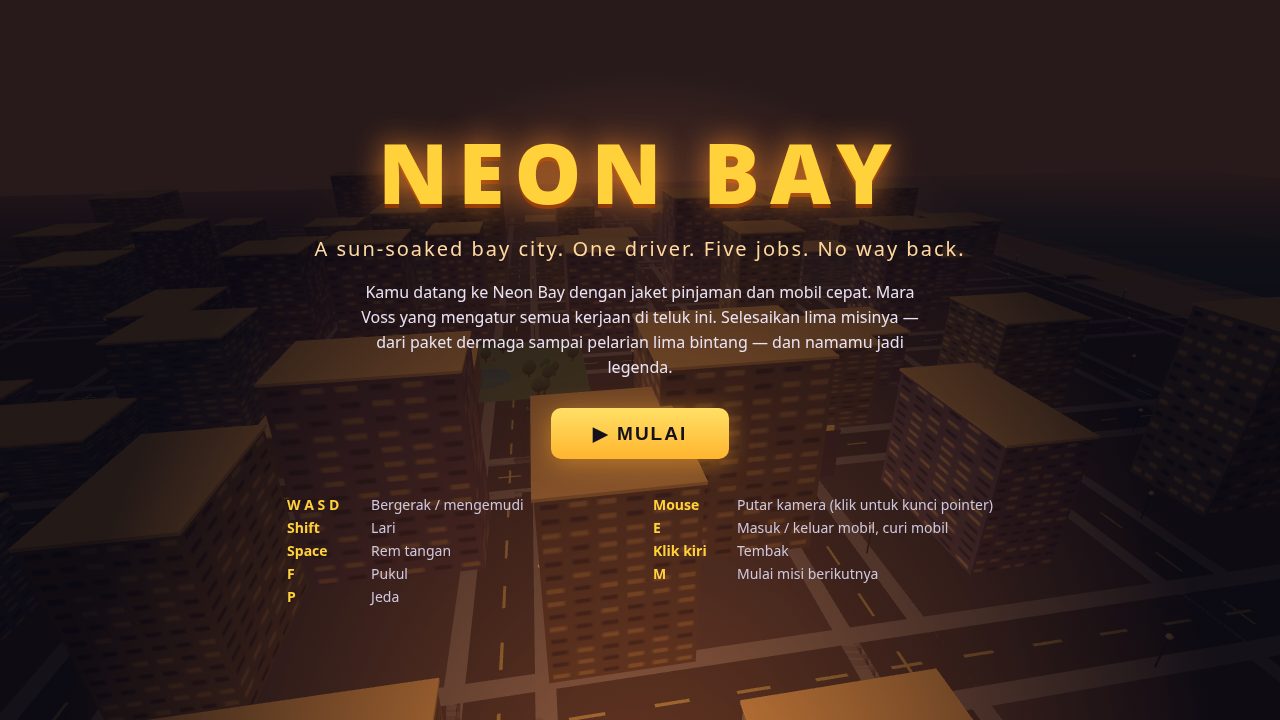 NEON BAY
A sun-soaked bay city. One driver. Five jobs. No way back.
Kamu datang ke Neon Bay dengan jaket pinjaman dan mobil cepat. Mara
Voss yang mengatur semua kerjaan di teluk ini. Selesaikan lima misinya —
dari paket dermaga sampai pelarian lima bintang — dan namamu jadi
legenda.
▶ MULAI
W A S D Bergerak / mengemudi
Shift Lari
Space Rem tangan
F Pukul
P Jeda
Mouse Putar kamera (klik untuk kunci pointer)
E Masuk / keluar mobil, curi mobil
Klik kiri Tembak
M Mulai misi berikutnya